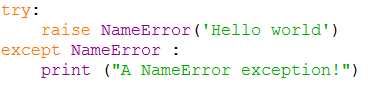 try:
    raise NameError('Hello world')
except NameError :
    print ("A NameError exception!")